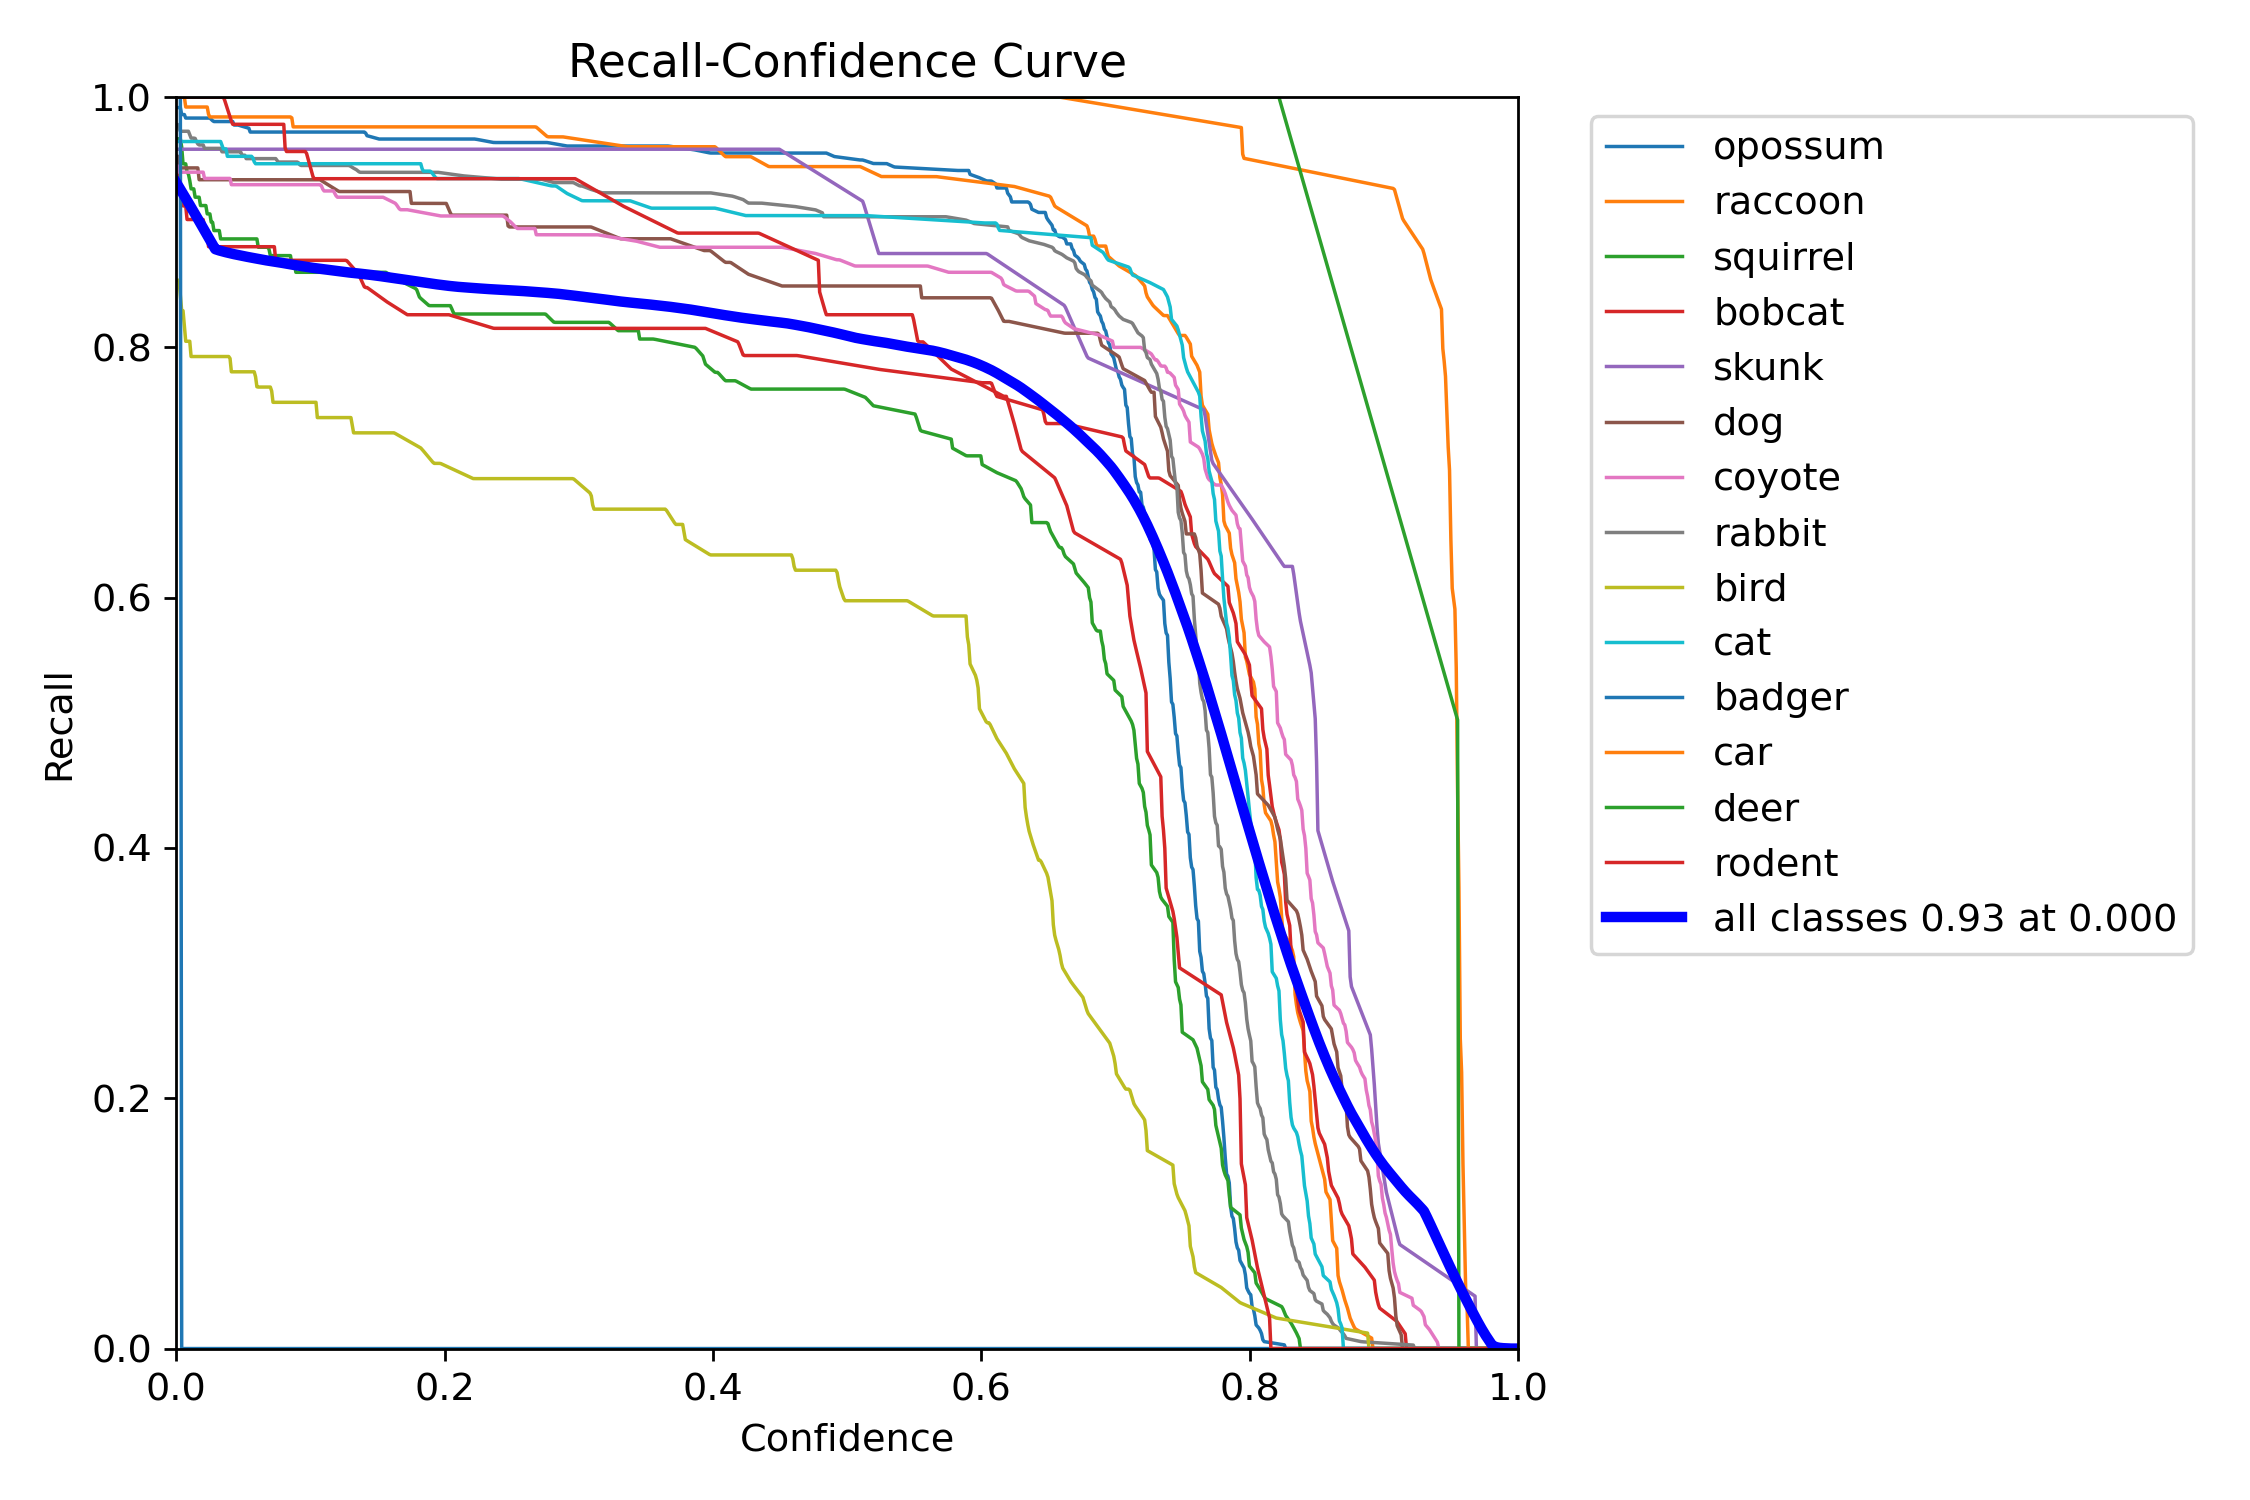 Recall-Confidence Curve
1.0
0.8
0.6
0.4
0.2
0.0
Recall
0.0 0.2 0.4 0.6 0.8 1.0
Confidence
opossum
raccoon
squirrel
bobcat
skunk
dog
coyote
rabbit
bird
cat
badger
car
deer
rodent
all classes 0.93 at 0.000